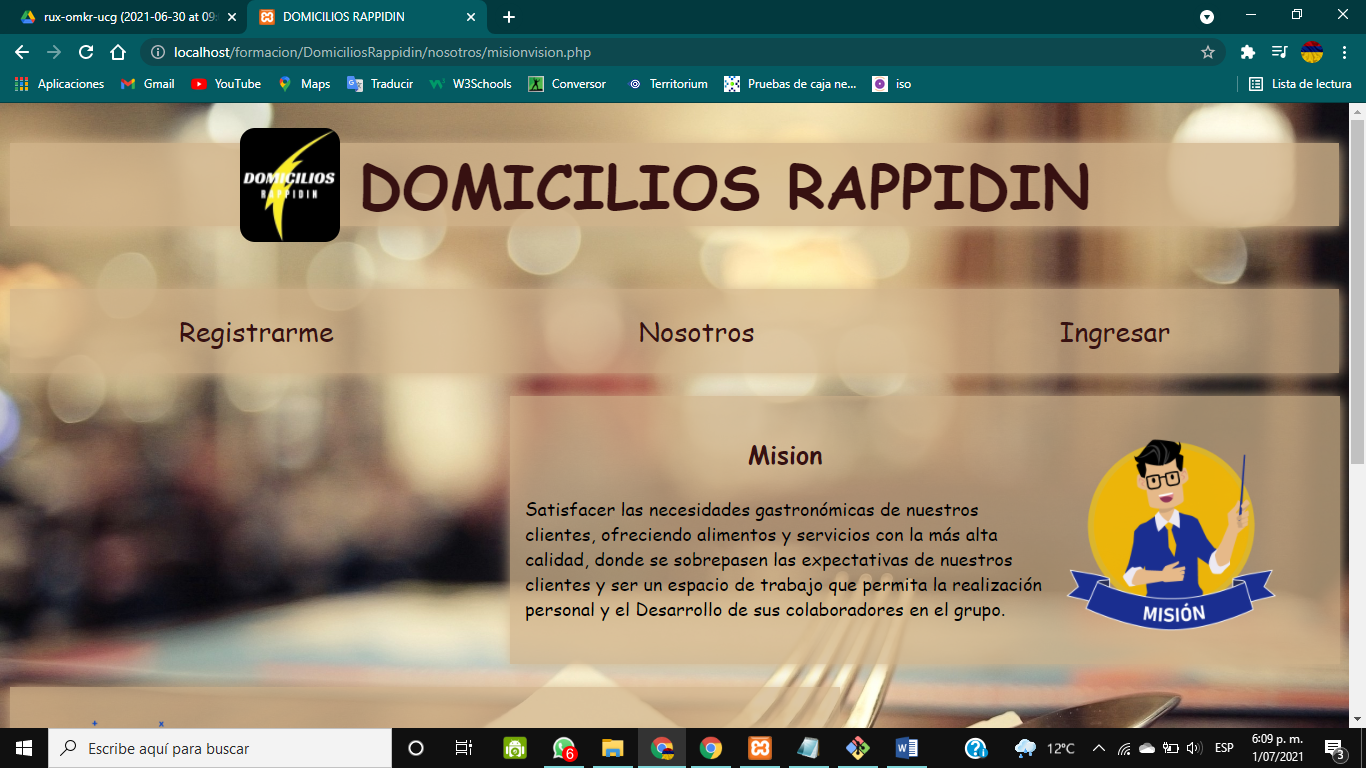 rux-omkr-ucg (2021-06-30 at 09:
DOMICILIOS RAPPIDIN
localhost/formacion/DomiciliosRappidin/nosotros/misionvision.php
Aplicaciones Gmail YouTube Maps Traducir W3Schools Conversor Territorium Pruebas de caja ne... iso Lista de lectura
DOMICILIOS
RAPPIDIN
DOMICILIOS RAPPIDIN
Registrarme Nosotros Ingresar
Mision
Satisfacer las necesidades gastronómicas de nuestros
clientes, ofreciendo alimentos y servicios con la más alta
calidad, donde se sobrepasen las expectativas de nuestros
clientes y ser un espacio de trabajo que permita la realización
personal y el Desarrollo de sus colaboradores en el grupo.
MISIÓN
Escribe aquí para buscar
6
12°C
ESP
6:09 p. m.
1/07/2021
3